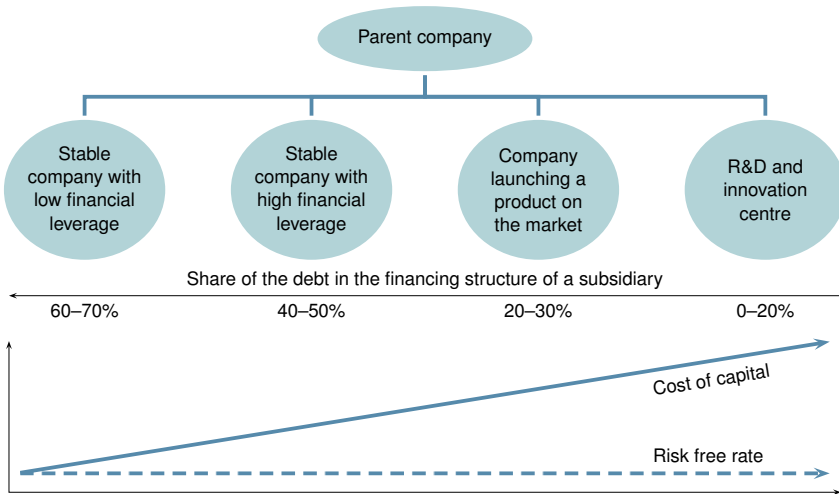 Parent company
Stable
company with
low financial
leverage
Stable
company with
high financial
leverage
Company
launching a
product on
the market
R&D and
innovation
centre
Share of the debt in the financing structure of a subsidiary
60–70%
40–50%
20–30%
0–20%
Cost of capital
Risk free rate